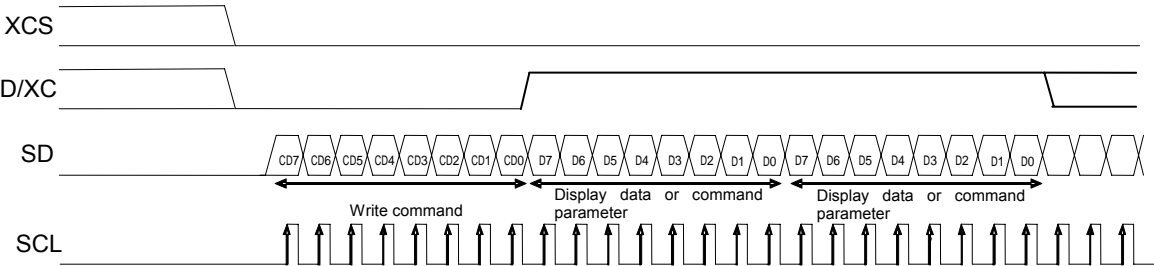 XCS
D/XC
SD
CD7 CD6 CD5 CD4 CD3 CD2 CD1 CD0 D7 D6 D5 D4 D3 D2 D1 D0 D7 D6 D5 D4 D3 D2 D1 D0
Write command
Display data or command
parameter
Display data or command
parameter
SCL